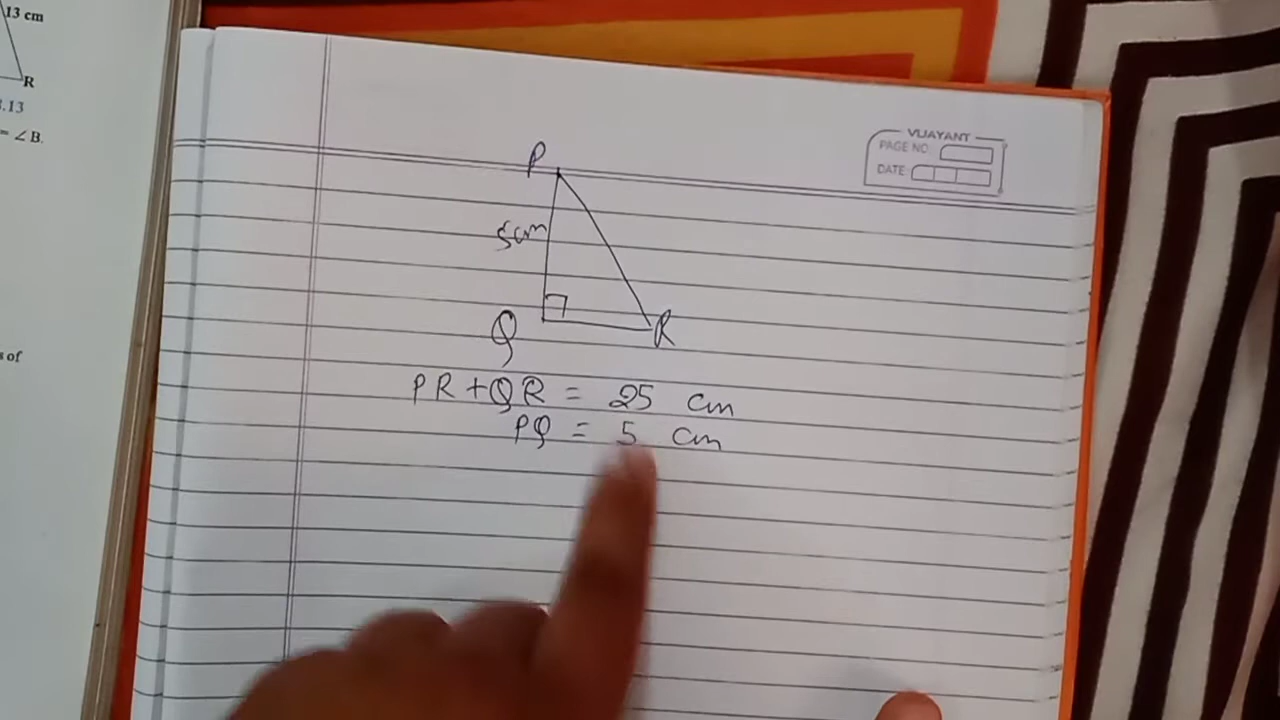 13 cm
R
.13
= ∠B.
s of
VIJAYANT
PAGE NO.
DATE
P
5cm
Q
R
PR+QR = 25 cm
PQ = 5 cm